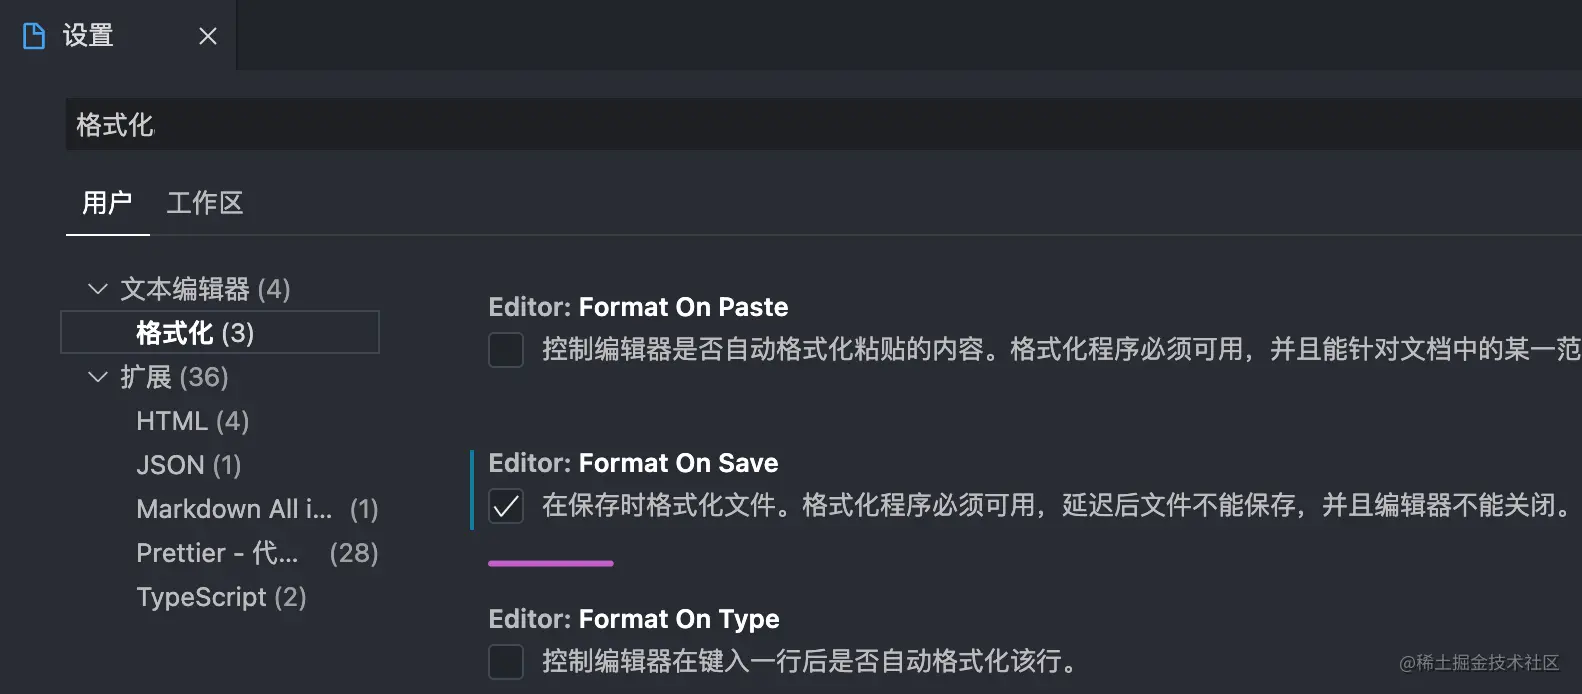 设置
格式化
用户 工作区
文本编辑器 (4)
格式化 (3)
扩展 (36)
HTML (4)
JSON (1)
Markdown All i... (1)
Prettier - 代... (28)
TypeScript (2)
Editor: Format On Paste
控制编辑器是否自动格式化粘贴的内容。格式化程序必须可用，并且能针对文档中的某一范
Editor: Format On Save
在保存时格式化文件。格式化程序必须可用，延迟后文件不能保存，并且编辑器不能关闭。
Editor: Format On Type
控制编辑器在键入一行后是否自动格式化该行。
@稀土掘金技术社区